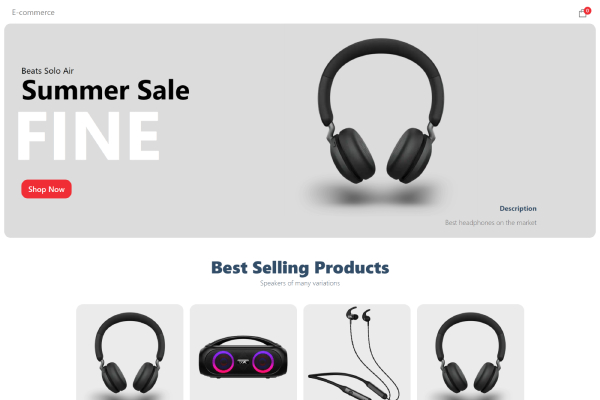 E-commerce
0
Beats Solo Air
Summer Sale
FINE
Shop Now
Description
Best headphones on the market
Best Selling Products
Speakers of many variations